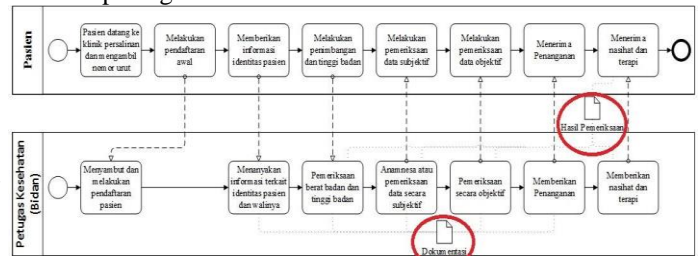 Pasien
Pasien datang ke
klinik persalinan
dan mengambil
nomor urut
Melakukan
pendaftaran
awal
Memberikan
informasi
identitas pasien
Melakukan
penimbangan
dan tinggi badan
Melakukan
pemeriksaan
data subjektif
Melakukan
pemeriksaan
data objektif
Menerima
Penanganan
Menerima
nasihat dan
terapi
Hasil Pemeriksaan
Petugas Kesehatan
(Bidan)
Menyambut dan
melakukan
pendaftaran
pasien
Menanyakan
informasi terkait
identitas pasien
dan walinya
Pemeriksaan
berat badan dan
tinggi badan
Anamnesa atau
pemeriksaan
data secara
subjektif
Pemeriksaan
secara objektif
Memberikan
Penanganan
Memberikan
nasihat dan
terapi
Dokumentasi